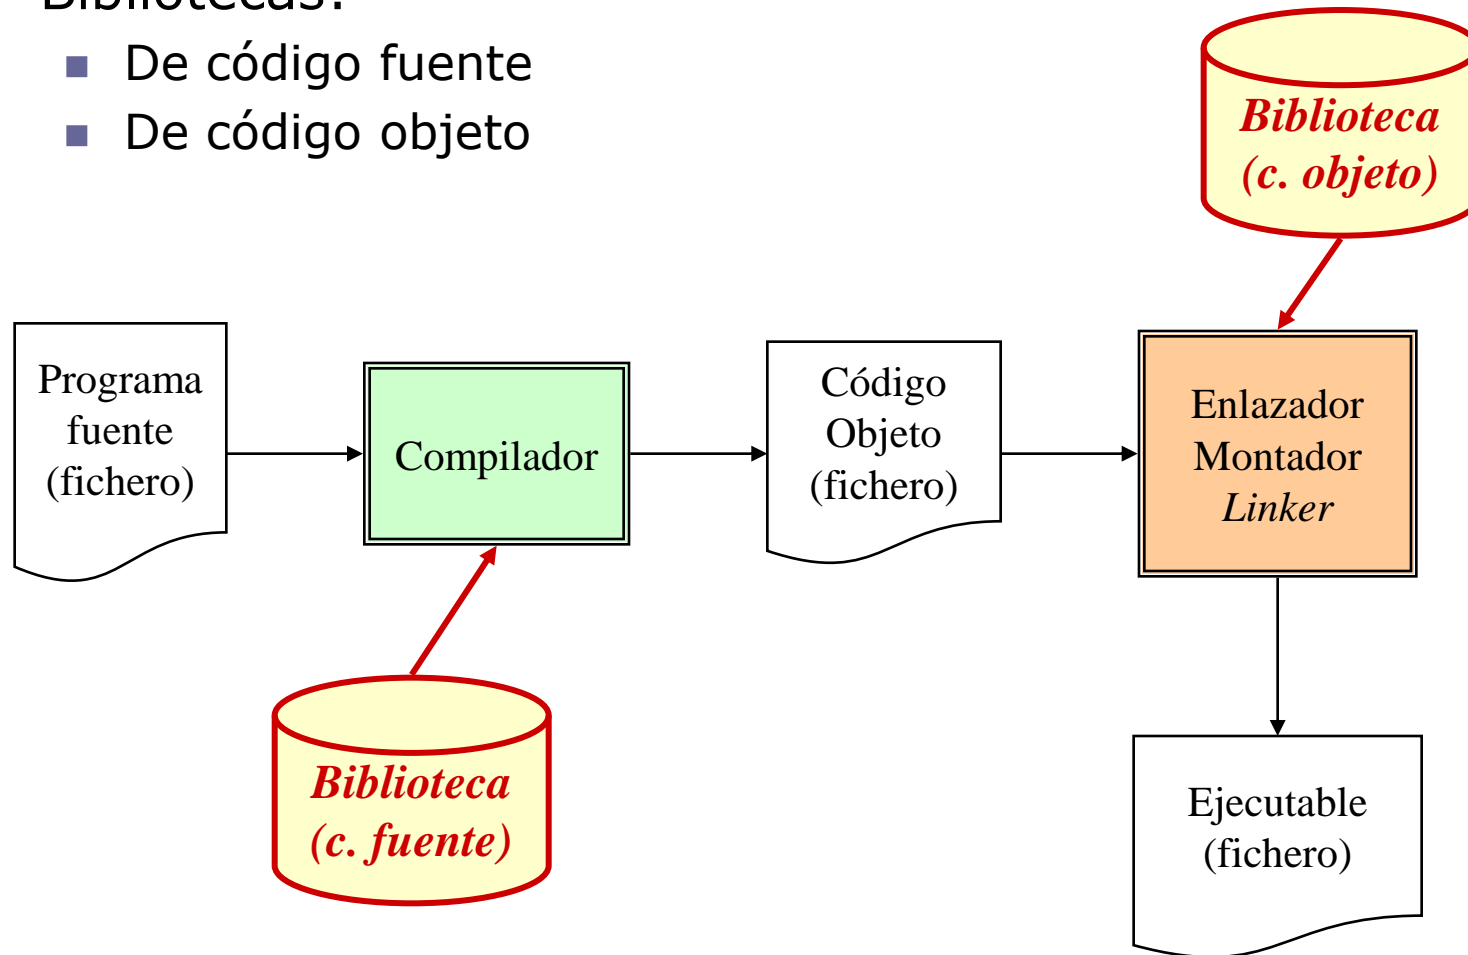 Bibliotecas:
De código fuente
De código objeto
Biblioteca
(c. objeto)
Programa
fuente
(fichero)
Compilador
Código
Objeto
(fichero)
Enlazador
Montador
Linker
Biblioteca
(c. fuente)
Ejecutable
(fichero)